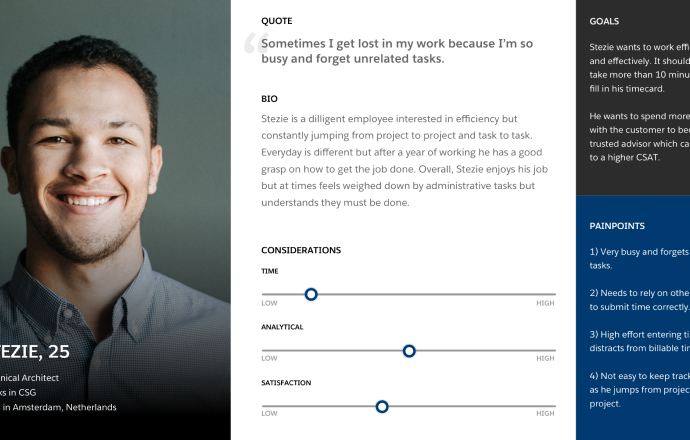 EZIE, 25
nical Architect
ks in CSG
in Amsterdam, Netherlands
QUOTE
“
Sometimes I get lost in my work because I'm so
busy and forget unrelated tasks.
BIO
Stezie is a dilligent employee interested in efficiency but
constantly jumping from project to project and task to task.
Everyday is different but after a year of working he has a good
grasp on how to get the job done. Overall, Stezie enjoys his job
but at times feels weighed down by administrative tasks but
understands they must be done.
CONSIDERATIONS
TIME
LOW HIGH
ANALYTICAL
LOW HIGH
SATISFACTION
LOW HIGH
GOALS
Stezie wants to work effi
and effectively. It should
take more than 10 minu
fill in his timecard.
He wants to spend more
with the customer to be
trusted advisor which ca
to a higher CSAT.
PAINPOINTS
1) Very busy and forgets
tasks.
2) Needs to rely on othe
to submit time correctly.
3) High effort entering ti
distracts from billable ti
4) Not easy to keep track
as he jumps from projec
project.